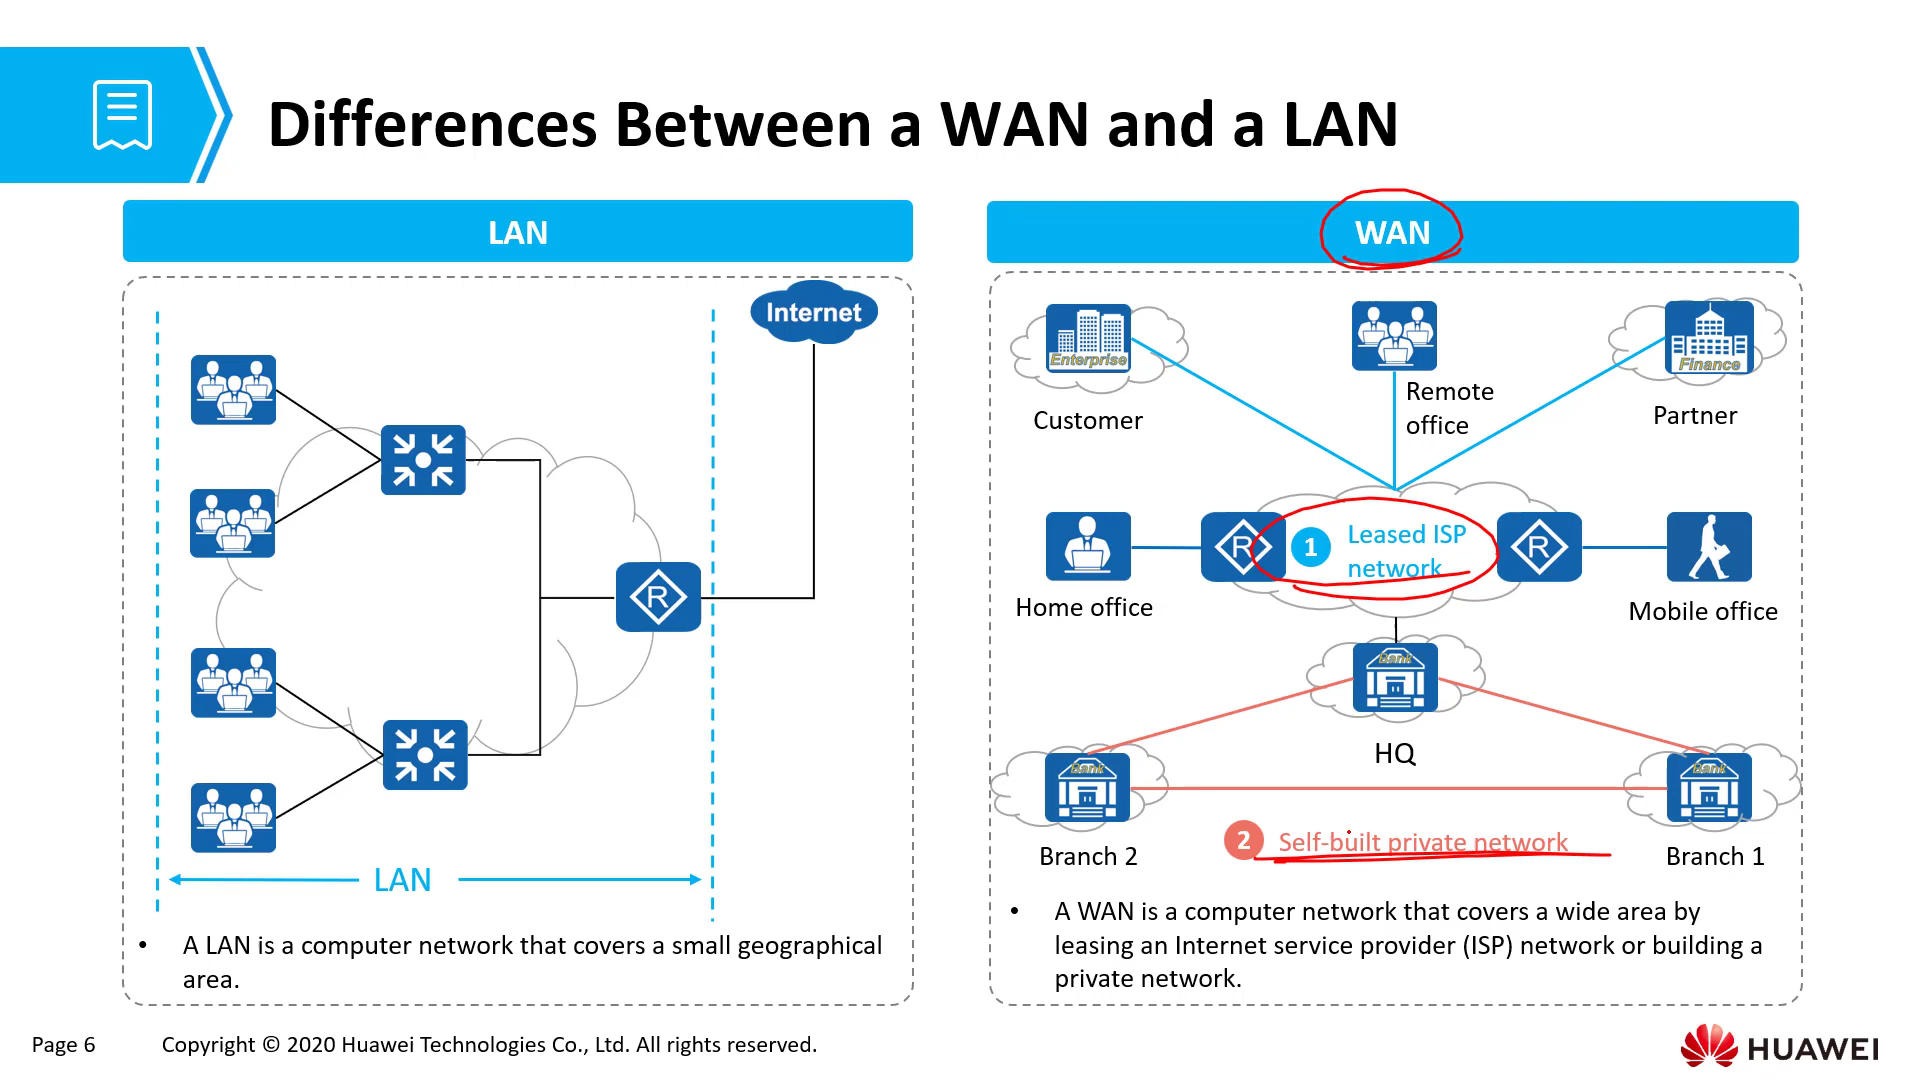 Differences Between a WAN and a LAN
LAN
Internet
R
LAN
• A LAN is a computer network that covers a small geographical
area.
WAN
Enterprise
Customer
Remote
office
Finance
Partner
Home office
R
1 Leased ISP
network
R
Mobile office
Bank
HQ
Bank
Branch 2
Bank
Branch 1
2 Self-built private network
• A WAN is a computer network that covers a wide area by
leasing an Internet service provider (ISP) network or building a
private network.
Page 6
Copyright © 2020 Huawei Technologies Co., Ltd. All rights reserved.
HUAWEI